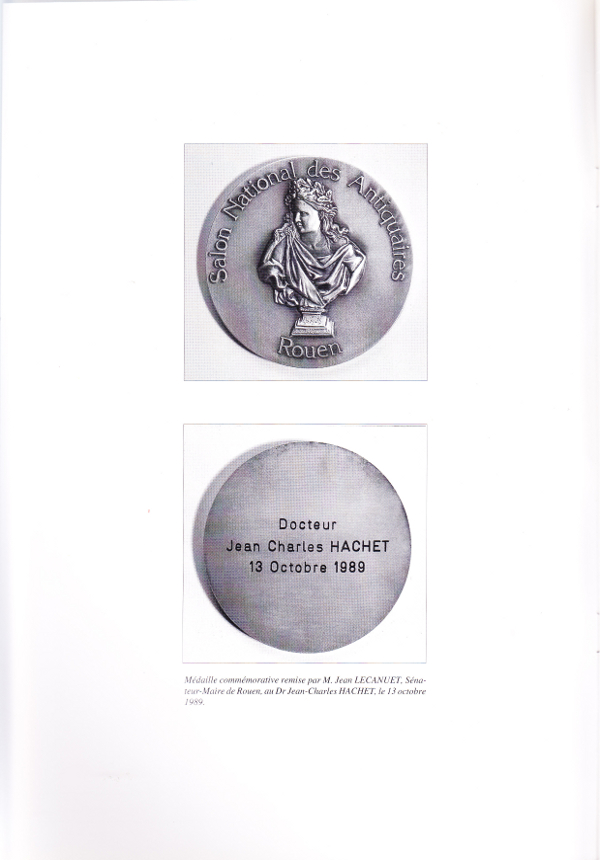 Salon National des Antiquaires
Rouen
Docteur
Jean Charles HACHET
13 Octobre 1989
Médaille commémorative remise par M. Jean LECANUET, Séna-
teur-Maire de Rouen, au Dr Jean-Charles HACHET, le 13 octobre
1989.